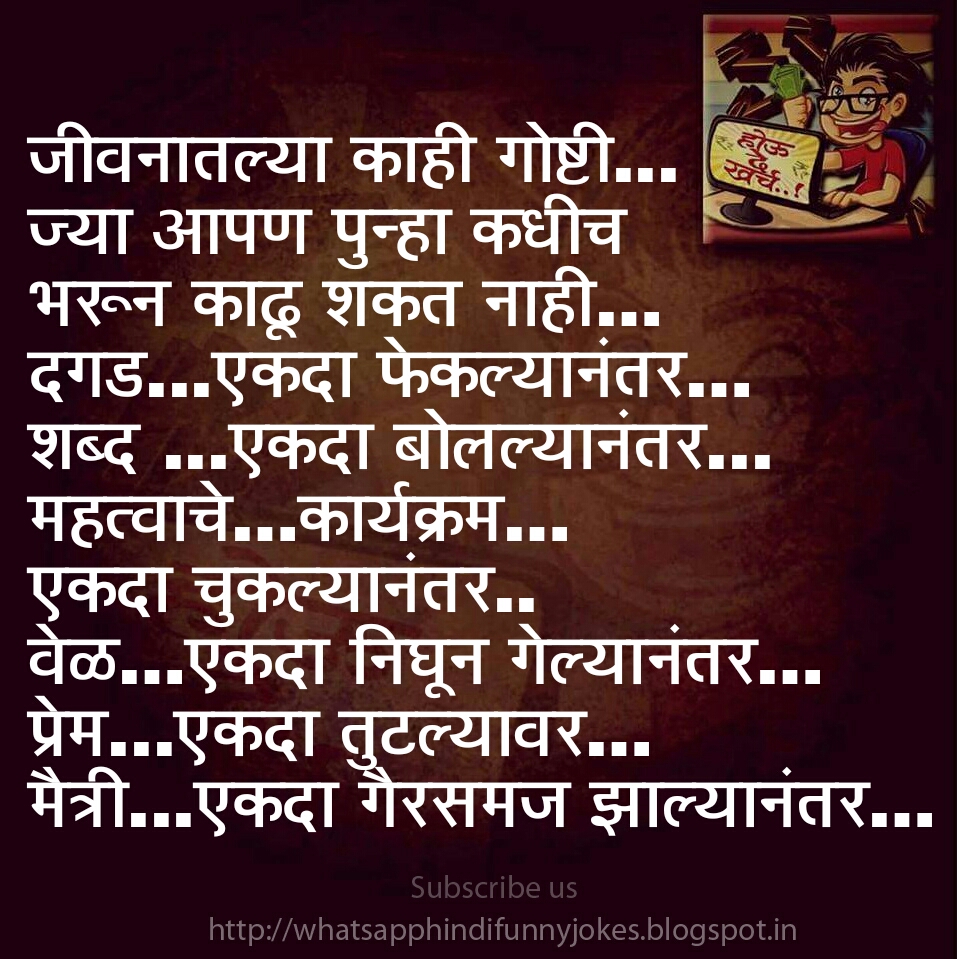 होऊ
दे
खर्च..!
जीवनातल्या काही गोष्टी...
ज्या आपण पुन्हा कधीच
भरून काढू शकत नाही...
दगड...एकदा फेकल्यानंतर...
शब्द ...एकदा बोलल्यानंतर...
महत्वाचे...कार्यक्रम...
एकदा चुकल्यानंतर..
वेळ...एकदा निघून गेल्यानंतर...
प्रेम...एकदा तुटल्यावर...
मैत्री...एकदा गैरसमज झाल्यानंतर...
Subscribe us
http://whatsapphindifunnyjokes.blogspot.in